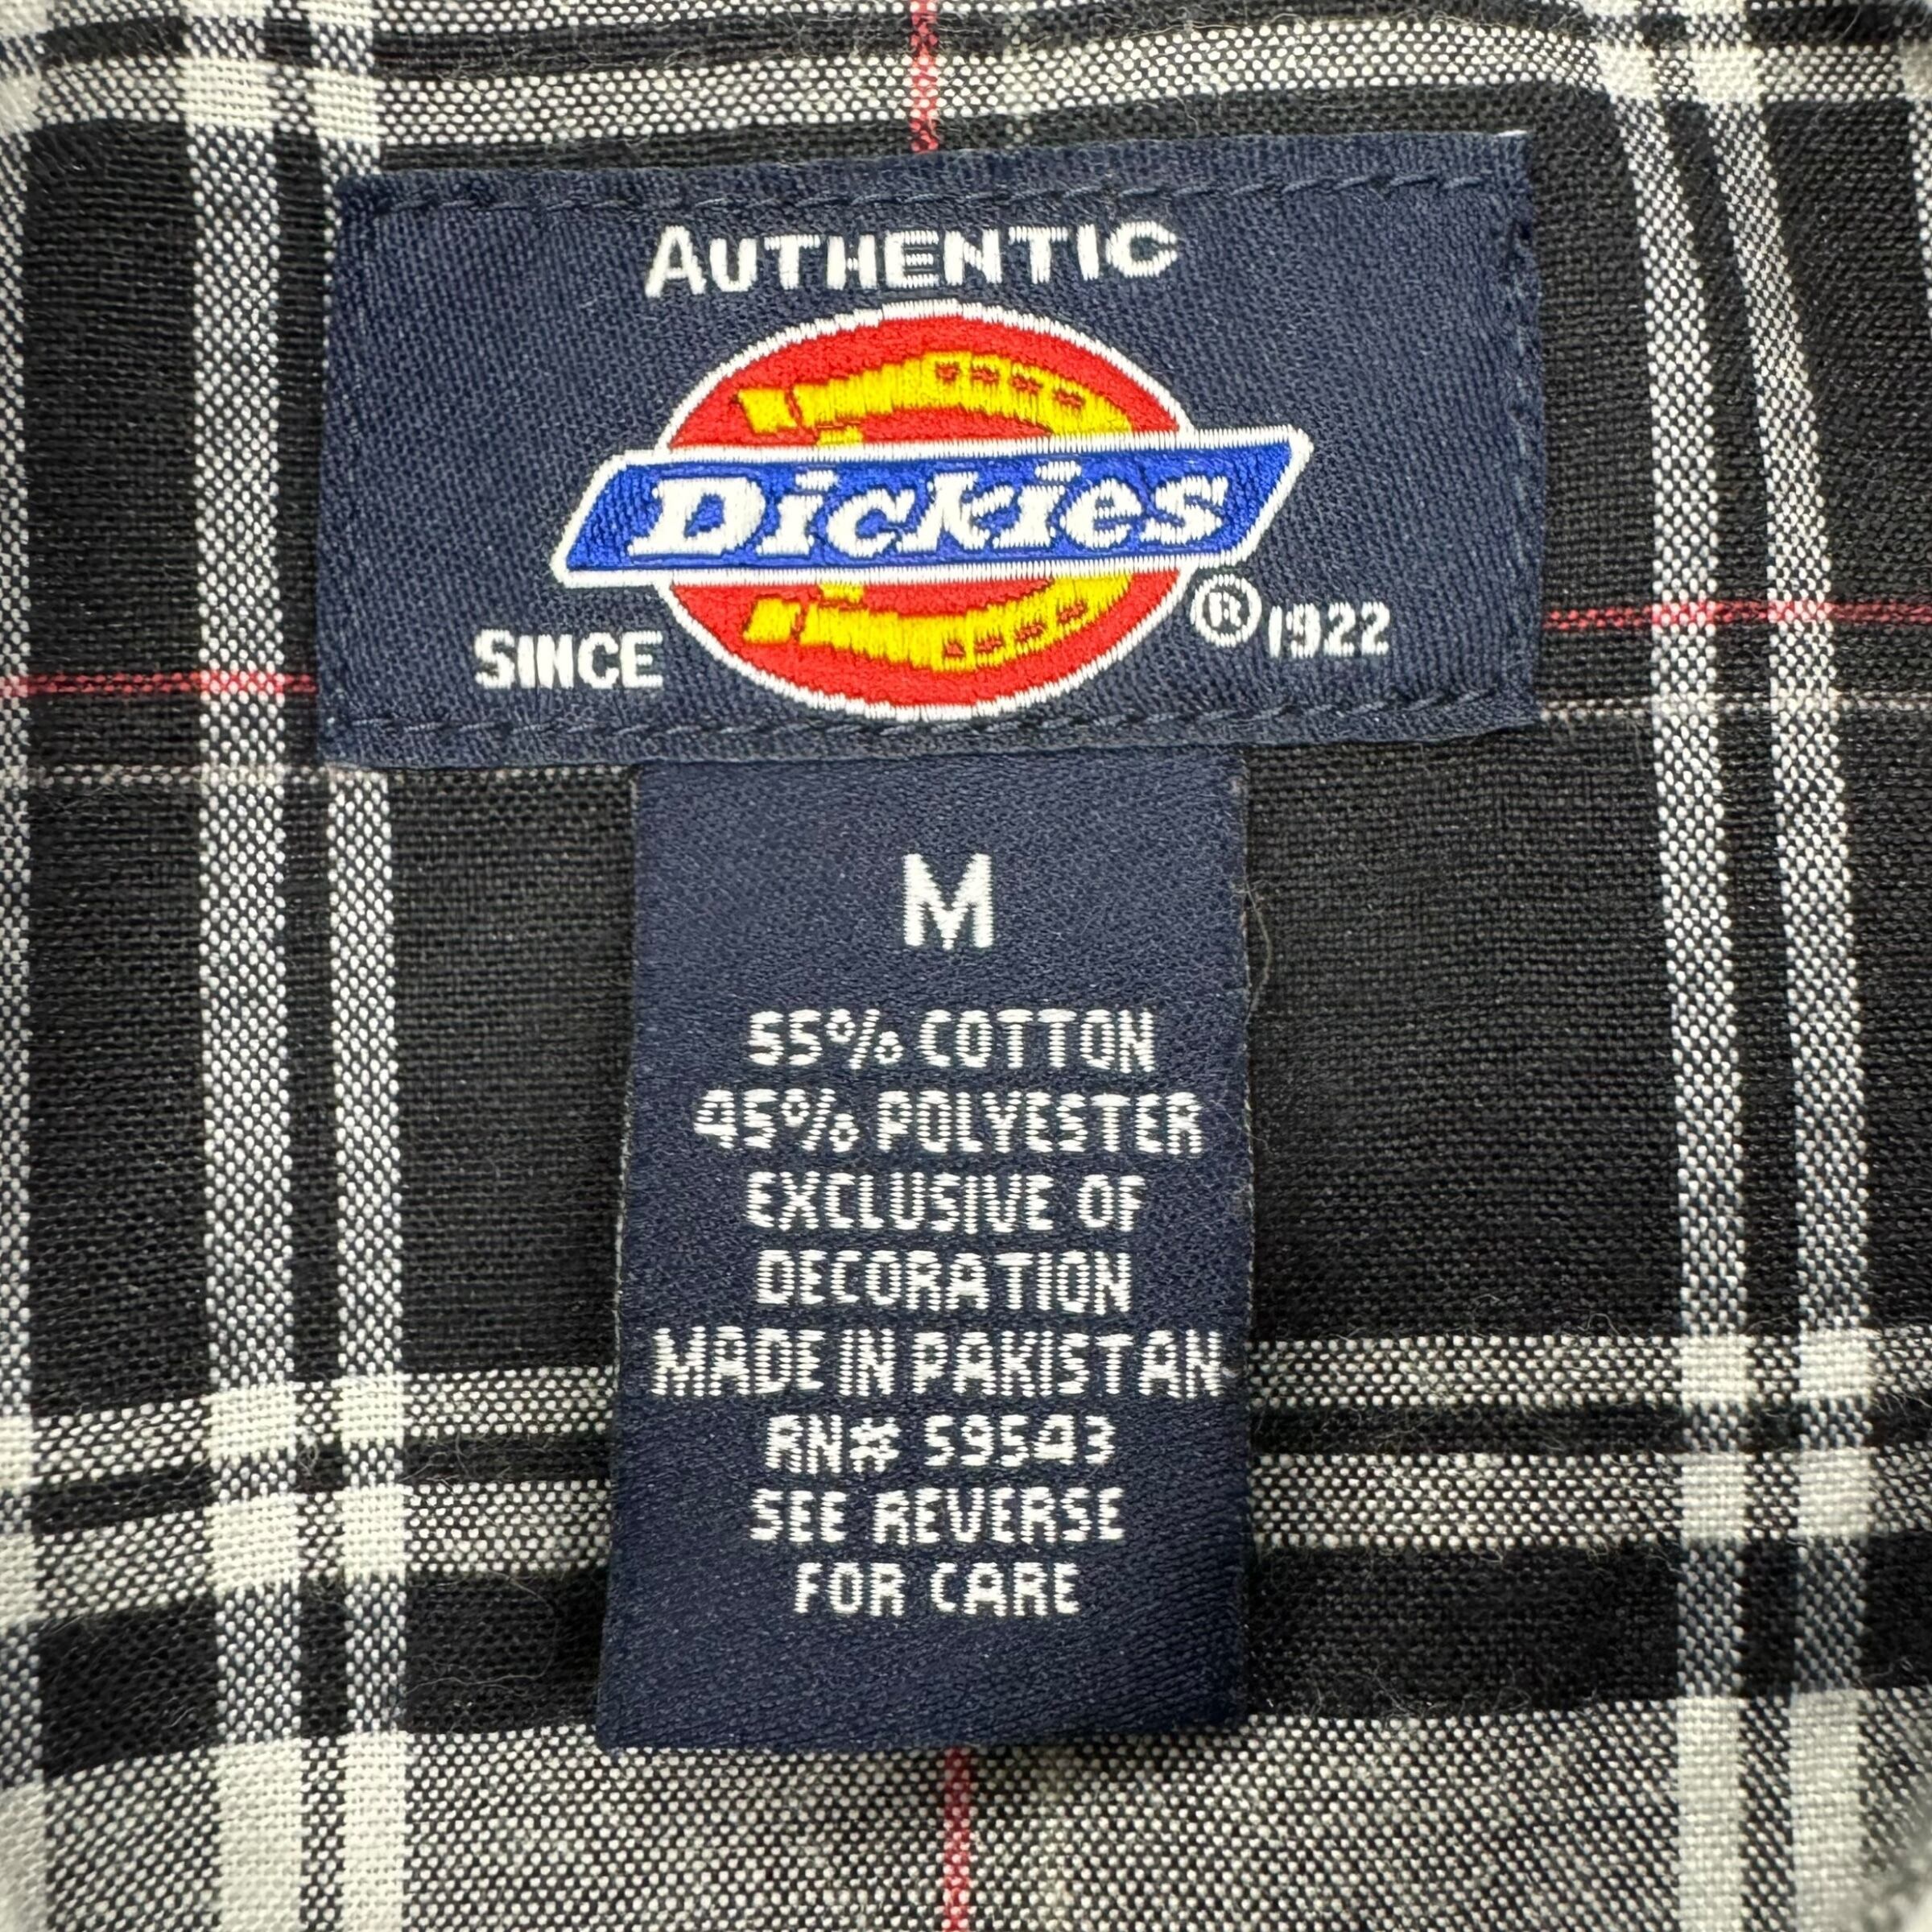 AUTHENTIC
Dickies
SINCE ® 1922
M
55% COTTON
45% POLYESTER
EXCLUSIVE OF
DECORATION
MADE IN PAKISTAN
RN# 59543
SEE REVERSE
FOR CARE